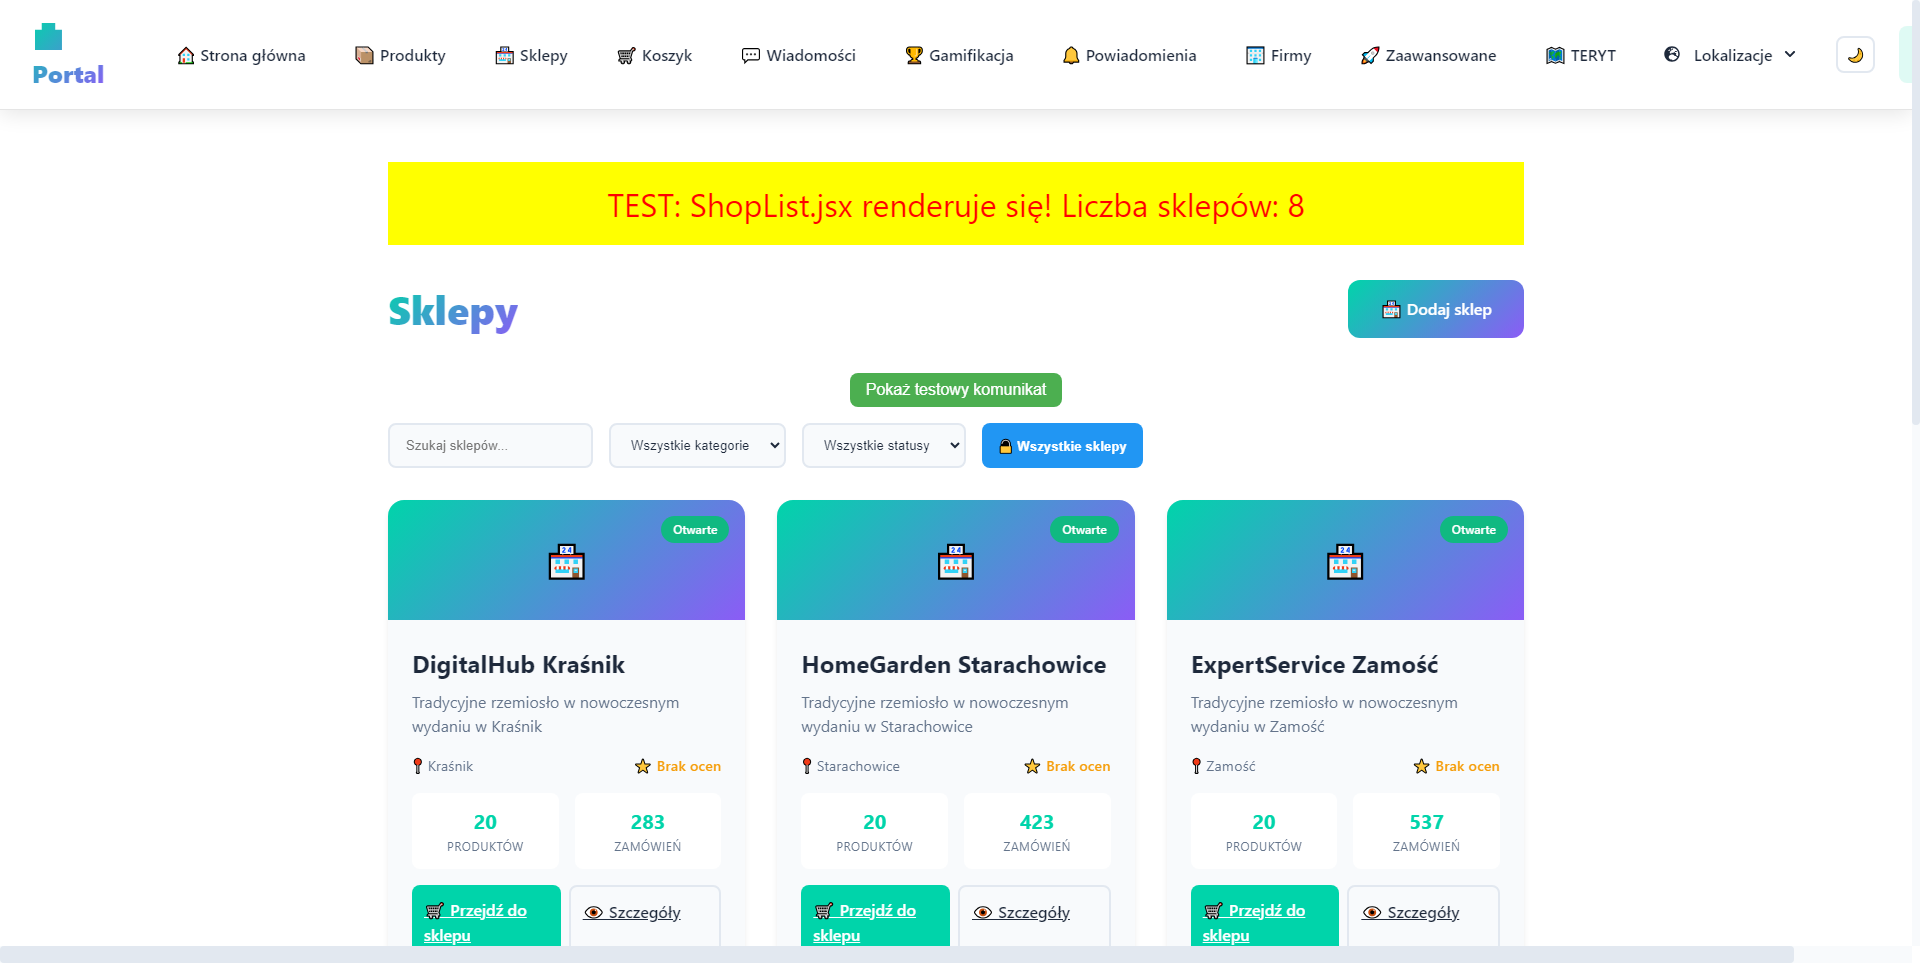 Portal
Strona główna
Produkty
Sklepy
Koszyk
Wiadomości
Gamifikacja
Powiadomienia
Firmy
Zaawansowane
TERYT
Lokalizacje
TEST: ShopList.jsx renderuje się! Liczba sklepów: 8
Sklepy
Dodaj sklep
Pokaż testowy komunikat
Szukaj sklepów...
Wszystkie kategorie
Wszystkie statusy
Wszystkie sklepy
Otwarte
DigitalHub Kraśnik
Tradycyjne rzemiosło w nowoczesnym
wydaniu w Kraśnik
Kraśnik
Brak ocen
20
PRODUKTÓW
283
ZAMÓWIEŃ
Przejdź do
sklepu
Szczegóły
Otwarte
HomeGarden Starachowice
Tradycyjne rzemiosło w nowoczesnym
wydaniu w Starachowice
Starachowice
Brak ocen
20
PRODUKTÓW
423
ZAMÓWIEŃ
Przejdź do
sklepu
Szczegóły
Otwarte
ExpertService Zamość
Tradycyjne rzemiosło w nowoczesnym
wydaniu w Zamość
Zamość
Brak ocen
20
PRODUKTÓW
537
ZAMÓWIEŃ
Przejdź do
sklepu
Szczegóły